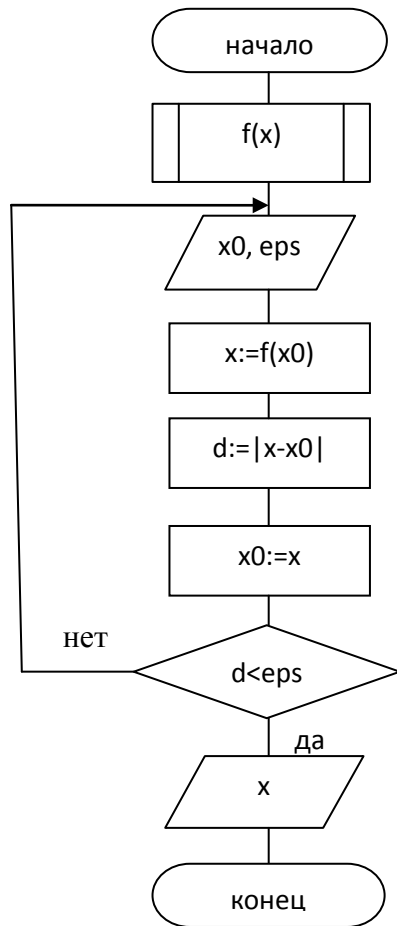 начало
f(x)
x0, eps
x:=f(x0)
d:=|x-x0|
x0:=x
нет
d<eps
да
x
конец